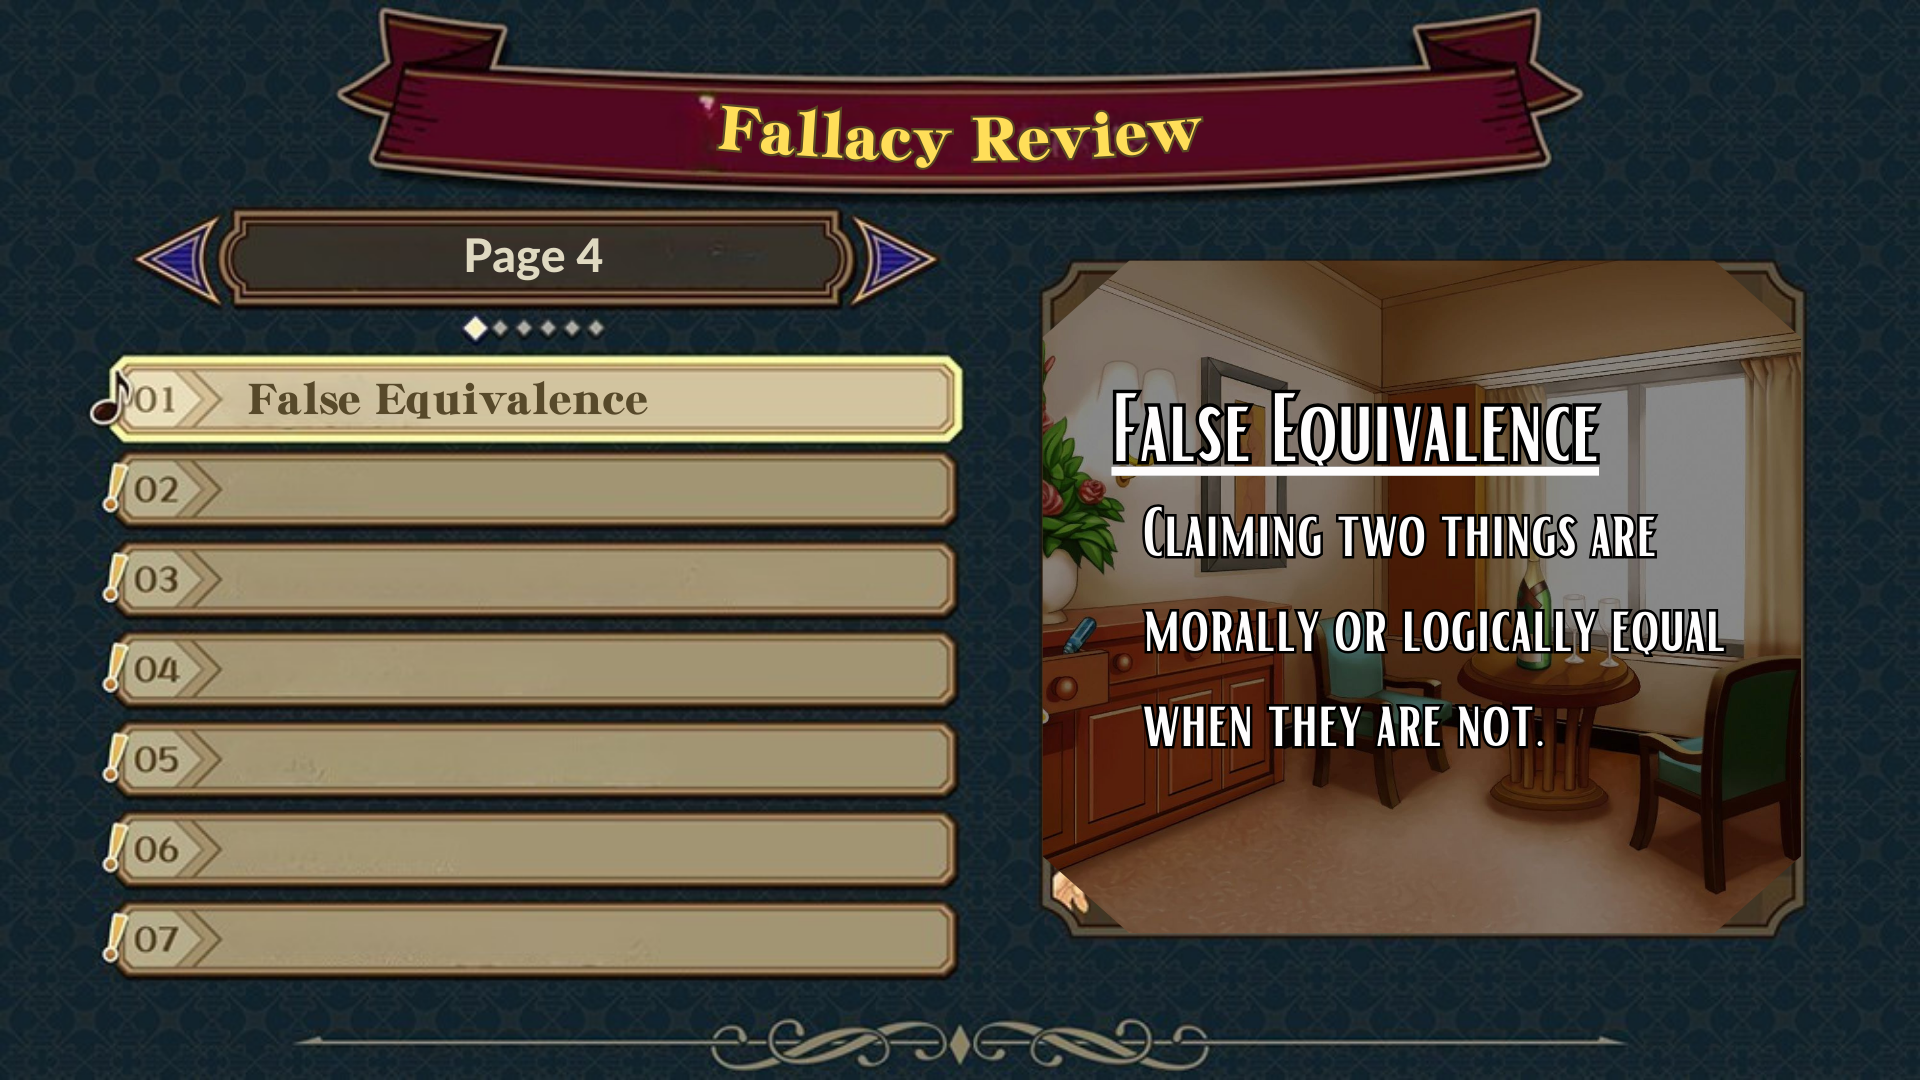 Fallacy Review
Page 4
01 False Equivalence
02
03
04
05
06
07
False Equivalence
Claiming two things are
morally or logically equal
when they are not.